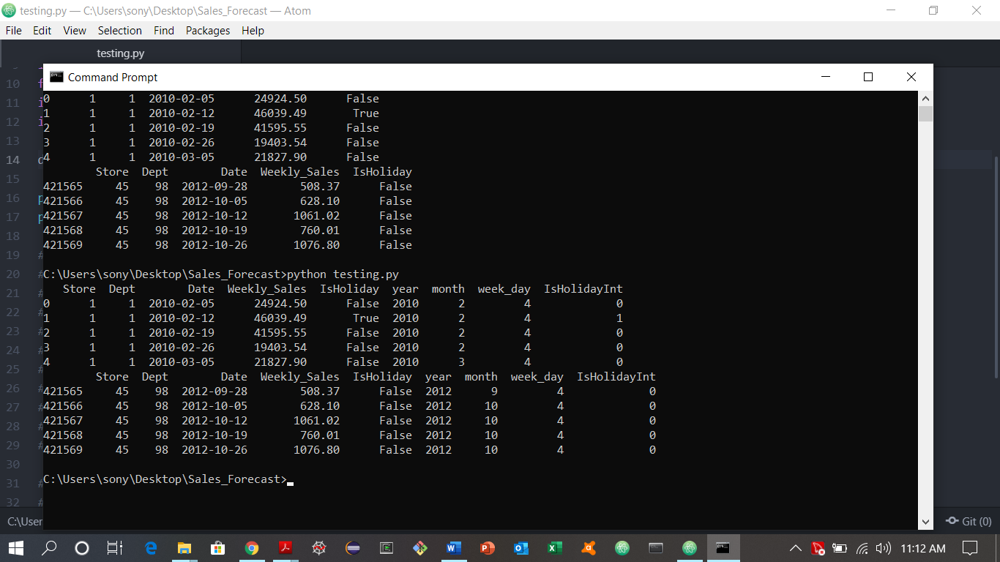 testing.py — C:\Users\sony\Desktop\Sales_Forecast — Atom
File Edit View Selection Find Packages Help
testing.py
Command Prompt
0 1 1 2010-02-05 24924.50 False
1 1 1 2010-02-12 46039.49 True
2 1 1 2010-02-19 41595.55 False
3 1 1 2010-02-26 19403.54 False
4 1 1 2010-03-05 21827.90 False
Store Dept Date Weekly_Sales IsHoliday
421565 45 98 2012-09-28 508.37 False
421566 45 98 2012-10-05 628.10 False
421567 45 98 2012-10-12 1061.02 False
421568 45 98 2012-10-19 760.01 False
421569 45 98 2012-10-26 1076.80 False
C:\Users\sony\Desktop\Sales_Forecast>python testing.py
Store Dept Date Weekly_Sales IsHoliday year month week_day IsHolidayInt
0 1 1 2010-02-05 24924.50 False 2010 2 4 0
1 1 1 2010-02-12 46039.49 True 2010 2 4 1
2 1 1 2010-02-19 41595.55 False 2010 2 4 0
3 1 1 2010-02-26 19403.54 False 2010 2 4 0
4 1 1 2010-03-05 21827.90 False 2010 3 4 0
Store Dept Date Weekly_Sales IsHoliday year month week_day IsHolidayInt
421565 45 98 2012-09-28 508.37 False 2012 9 4 0
421566 45 98 2012-10-05 628.10 False 2012 10 4 0
421567 45 98 2012-10-12 1061.02 False 2012 10 4 0
421568 45 98 2012-10-19 760.01 False 2012 10 4 0
421569 45 98 2012-10-26 1076.80 False 2012 10 4 0
C:\Users\sony\Desktop\Sales_Forecast>
10
11
12
13
14
15
16
17
18
19 #
20 #
21 #
22 #
23 #
24 #
25 #
26 #
27 #
28 #
29 #
30
31 #
32 #
C:\User
Git (0)
11:12 AM